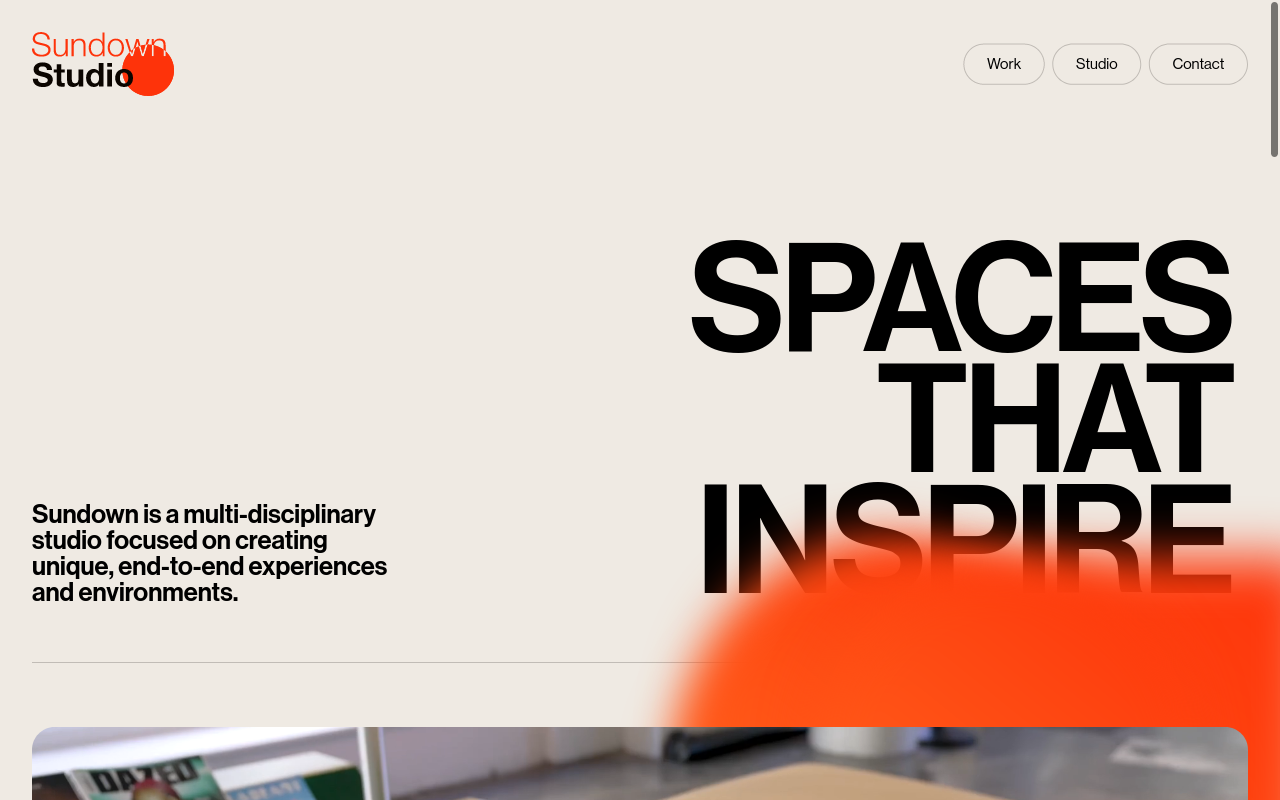 Sundown
Studio
Work
Studio
Contact
SPACES
THAT
INSPIRE
Sundown is a multi-disciplinary
studio focused on creating
unique, end-to-end experiences
and environments.
DAZED